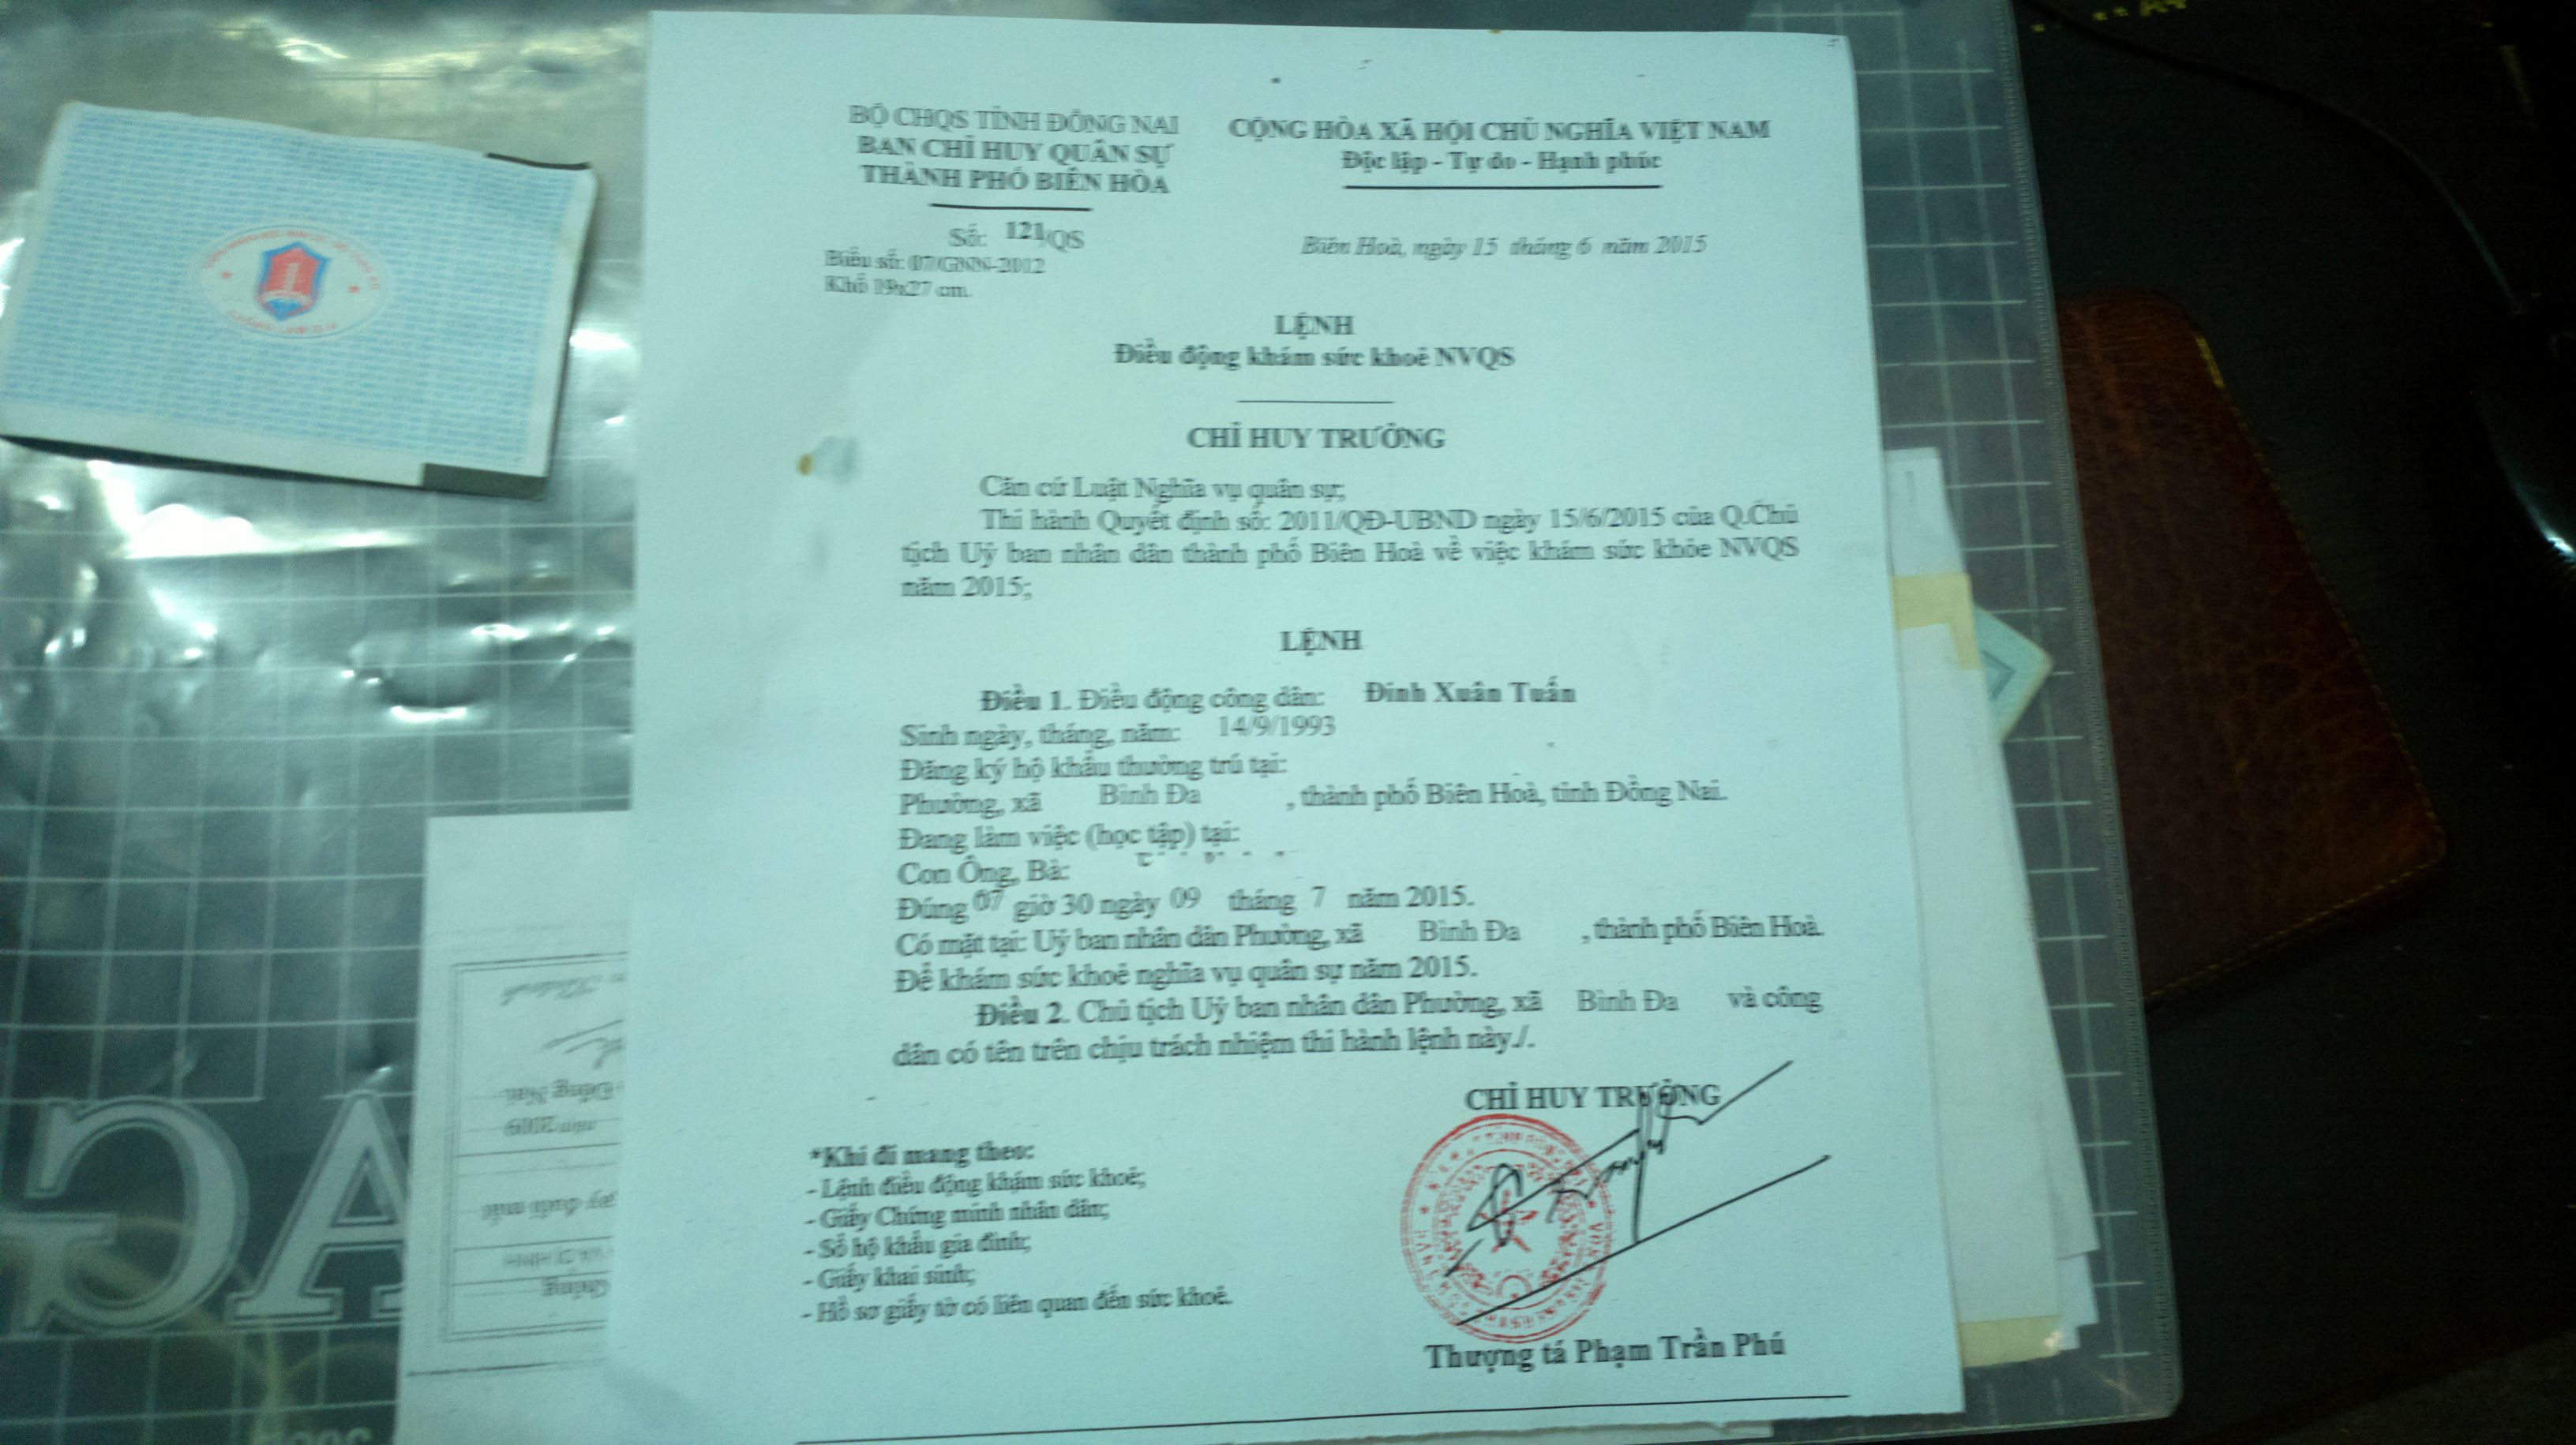 BỘ CHQS TỈNH ĐỒNG NAI
BAN CHỈ HUY QUÂN SỰ
THÀNH PHỐ BIÊN HÒA
Số: 121/QS
Biểu số: 07/GNN-2012
Khổ 19x27 cm.
CỘNG HÒA XÃ HỘI CHỦ NGHĨA VIỆT NAM
Độc lập - Tự do - Hạnh phúc
Biên Hoà, ngày 15 tháng 6 năm 2015
LỆNH
Điều động khám sức khoẻ NVQS
CHỈ HUY TRƯỞNG
Căn cứ Luật Nghĩa vụ quân sự;
Thi hành Quyết định số: 2011/QĐ-UBND ngày 15/6/2015 của Q.Chủ
tịch Uỷ ban nhân dân thành phố Biên Hoà về việc khám sức khỏe NVQS
năm 2015;
LỆNH
Điều 1. Điều động công dân: Đinh Xuân Tuấn
Sinh ngày, tháng, năm: 14/9/1993
Đăng ký hộ khẩu thường trú tại:
Phường, xã Bình Đa , thành phố Biên Hoà, tỉnh Đồng Nai.
Đang làm việc (học tập) tại:
Con Ông, Bà:
Đúng 07 giờ 30 ngày 09 tháng 7 năm 2015.
Có mặt tại: Uỷ ban nhân dân Phường, xã Bình Đa , thành phố Biên Hoà.
Để khám sức khoẻ nghĩa vụ quân sự năm 2015.
Điều 2. Chủ tịch Uỷ ban nhân dân Phường, xã Bình Đa và công
dân có tên trên chịu trách nhiệm thi hành lệnh này./.
CHỈ HUY TRƯỞNG
*Khi đi mang theo:
- Lệnh điều động khám sức khoẻ;
- Giấy Chứng minh nhân dân;
- Sổ hộ khẩu gia đình;
- Giấy khai sinh;
- Hồ sơ giấy tờ có liên quan đến sức khoẻ.
Thượng tá Phạm Trần Phú